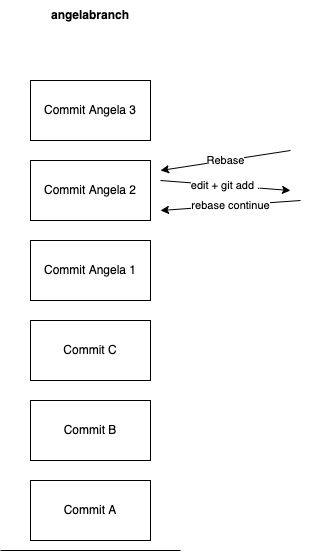 angelabranch
Commit Angela 3
Rebase
Commit Angela 2
edit + git add .
rebase continue
Commit Angela 1
Commit C
Commit B
Commit A